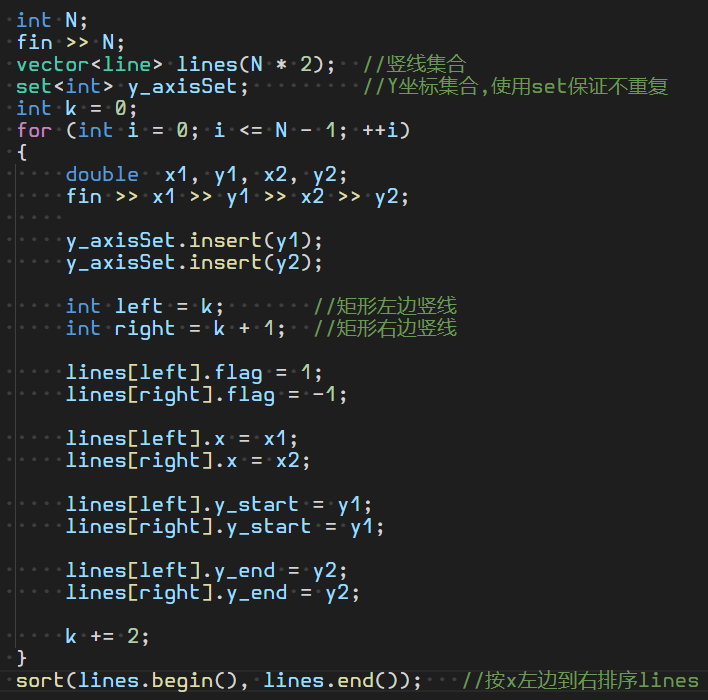 int N;
fin >> N;
vector<line> lines(N * 2);  //竖线集合
set<int> y_axisSet;         //Y坐标集合,使用set保证不重复
int k = 0;
for (int i = 0; i <= N - 1; ++i)
{
    double  x1, y1, x2, y2;
    fin >> x1 >> y1 >> x2 >> y2;
    y_axisSet.insert(y1);
    y_axisSet.insert(y2);
    int left = k;       //矩形左边竖线
    int right = k + 1;  //矩形右边竖线
    lines[left].flag = 1;
    lines[right].flag = -1;
    lines[left].x = x1;
    lines[right].x = x2;
    lines[left].y_start = y1;
    lines[right].y_start = y1;
    lines[left].y_end = y2;
    lines[right].y_end = y2;
    k += 2;
}
sort(lines.begin(), lines.end());   //按x左边到右排序lines